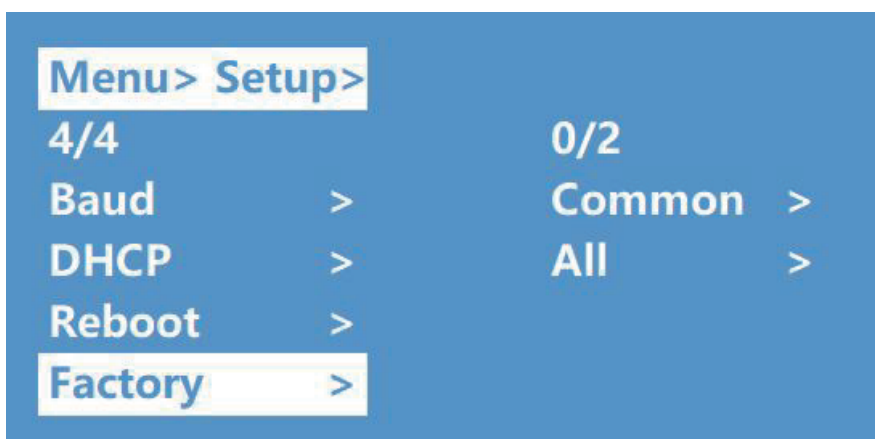 Menu> Setup>
4/4 0/2
Baud > Common >
DHCP > All >
Reboot >
Factory >